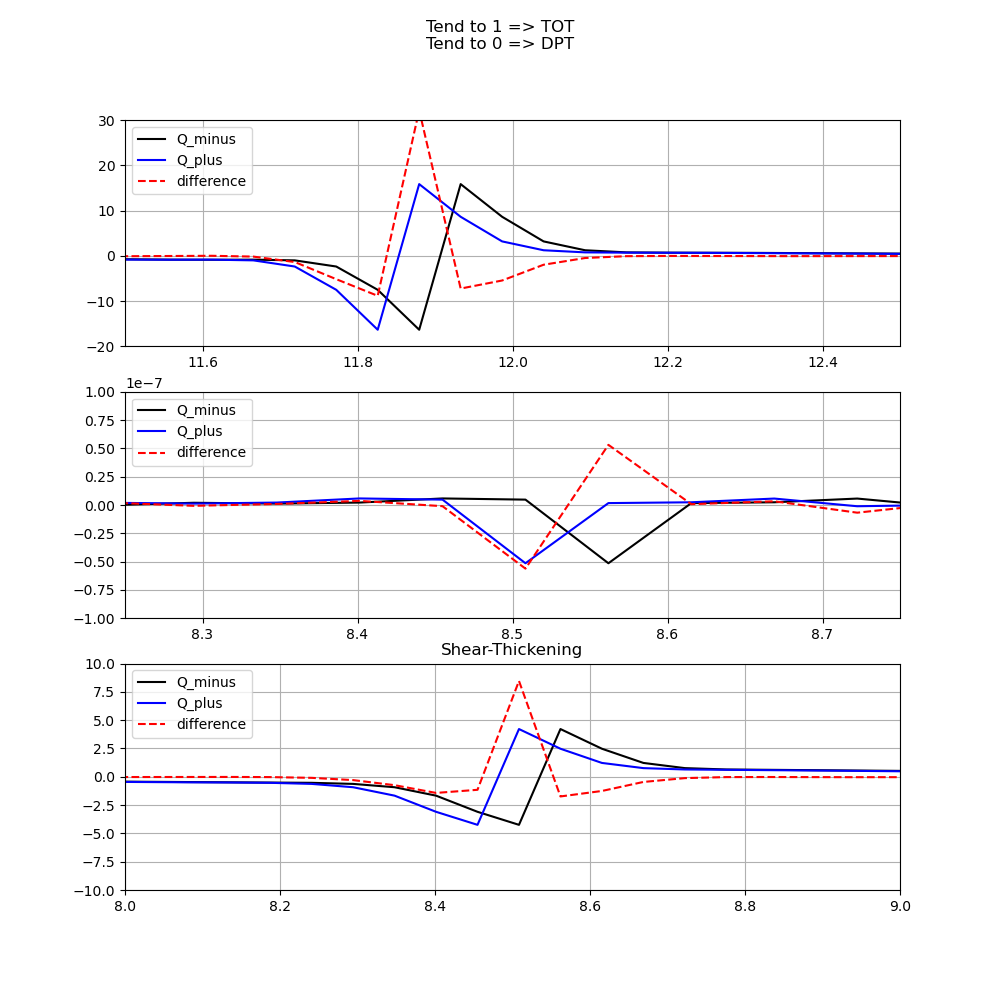 Tend to 1 => TOT
Tend to 0 => DPT
30
20
10
0
−10
−20
Q_minus
Q_plus
difference
11.6 11.8 12.0 12.2 12.4
1e−7
1.00
0.75
0.50
0.25
0.00
−0.25
−0.50
−0.75
−1.00
Q_minus
Q_plus
difference
8.3 8.4 8.5 8.6 8.7
Shear-Thickening
10.0
7.5
5.0
2.5
0.0
−2.5
−5.0
−7.5
−10.0
Q_minus
Q_plus
difference
8.0 8.2 8.4 8.6 8.8 9.0